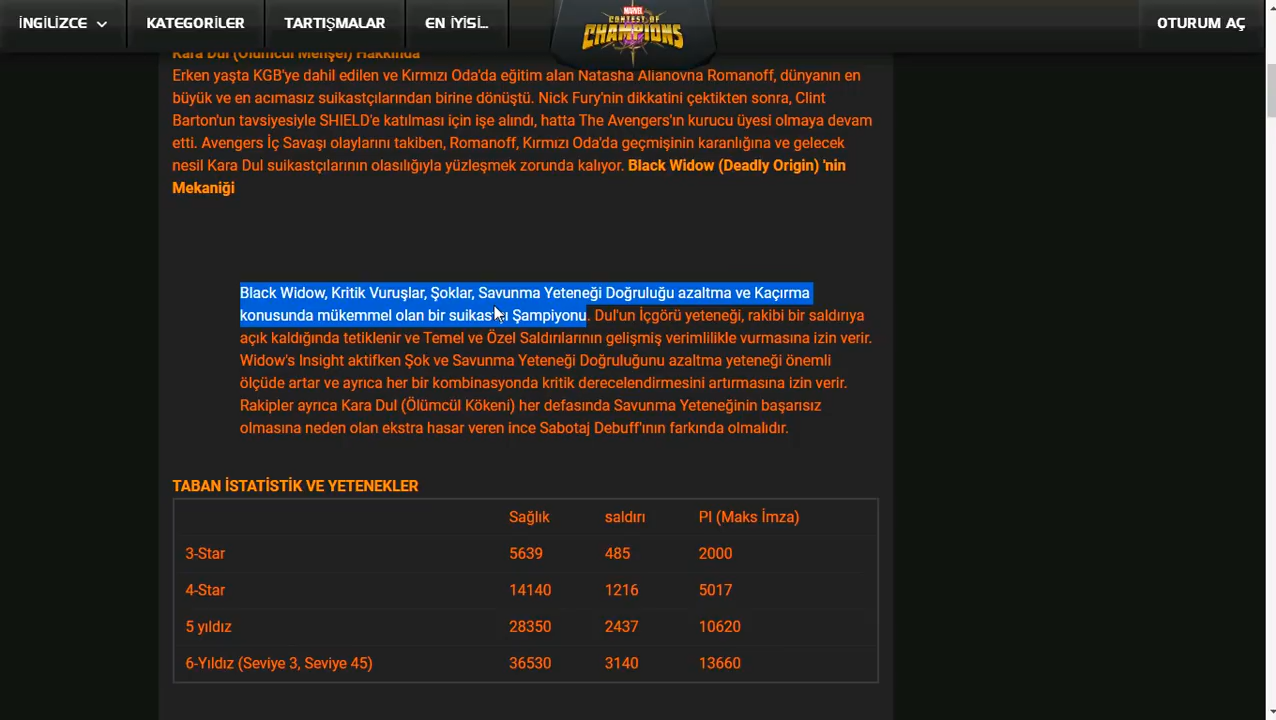 İNGİLİZCE
KATEGORİLER
TARTIŞMALAR
EN İYİSİ..
MARVEL
CONTEST OF
CHAMPIONS
OTURUM AÇ
Kara Dul (Ölümcül Menşei) Hakkında
Erken yaşta KGB'ye dahil edilen ve Kırmızı Oda'da eğitim alan Natasha Alianovna Romanoff, dünyanın en
büyük ve en acımasız suikastçılarından birine dönüştü. Nick Fury'nin dikkatini çektikten sonra, Clint
Barton'un tavsiyesiyle SHIELD'e katılması için işe alındı, hatta The Avengers'ın kurucu üyesi olmaya devam
etti. Avengers İç Savaşı olaylarını takiben, Romanoff, Kırmızı Oda'da geçmişinin karanlığına ve gelecek
nesil Kara Dul suikastçılarının olasılığıyla yüzleşmek zorunda kalıyor. Black Widow (Deadly Origin) 'nin
Mekaniği
Black Widow, Kritik Vuruşlar, Şoklar, Savunma Yeteneği Doğruluğu azaltma ve Kaçırma
konusunda mükemmel olan bir suikastçı Şampiyonu. Dul'un İçgörü yeteneği, rakibi bir saldırıya
açık kaldığında tetiklenir ve Temel ve Özel Saldırılarının gelişmiş verimlilikle vurmasına izin verir.
Widow's Insight aktifken Şok ve Savunma Yeteneği Doğruluğunu azaltma yeteneği önemli
ölçüde artar ve ayrıca her bir kombinasyonda kritik derecelendirmesini artırmasına izin verir.
Rakipler ayrıca Kara Dul (Ölümcül Kökeni) her defasında Savunma Yeteneğinin başarısız
olmasına neden olan ekstra hasar veren ince Sabotaj Debuff'ının farkında olmalıdır.
TABAN İSTATİSTİK VE YETENEKLER
Sağlık saldırı PI (Maks İmza)
3-Star 5639 485 2000
4-Star 14140 1216 5017
5 yıldız 28350 2437 10620
6-Yıldız (Seviye 3, Seviye 45) 36530 3140 13660